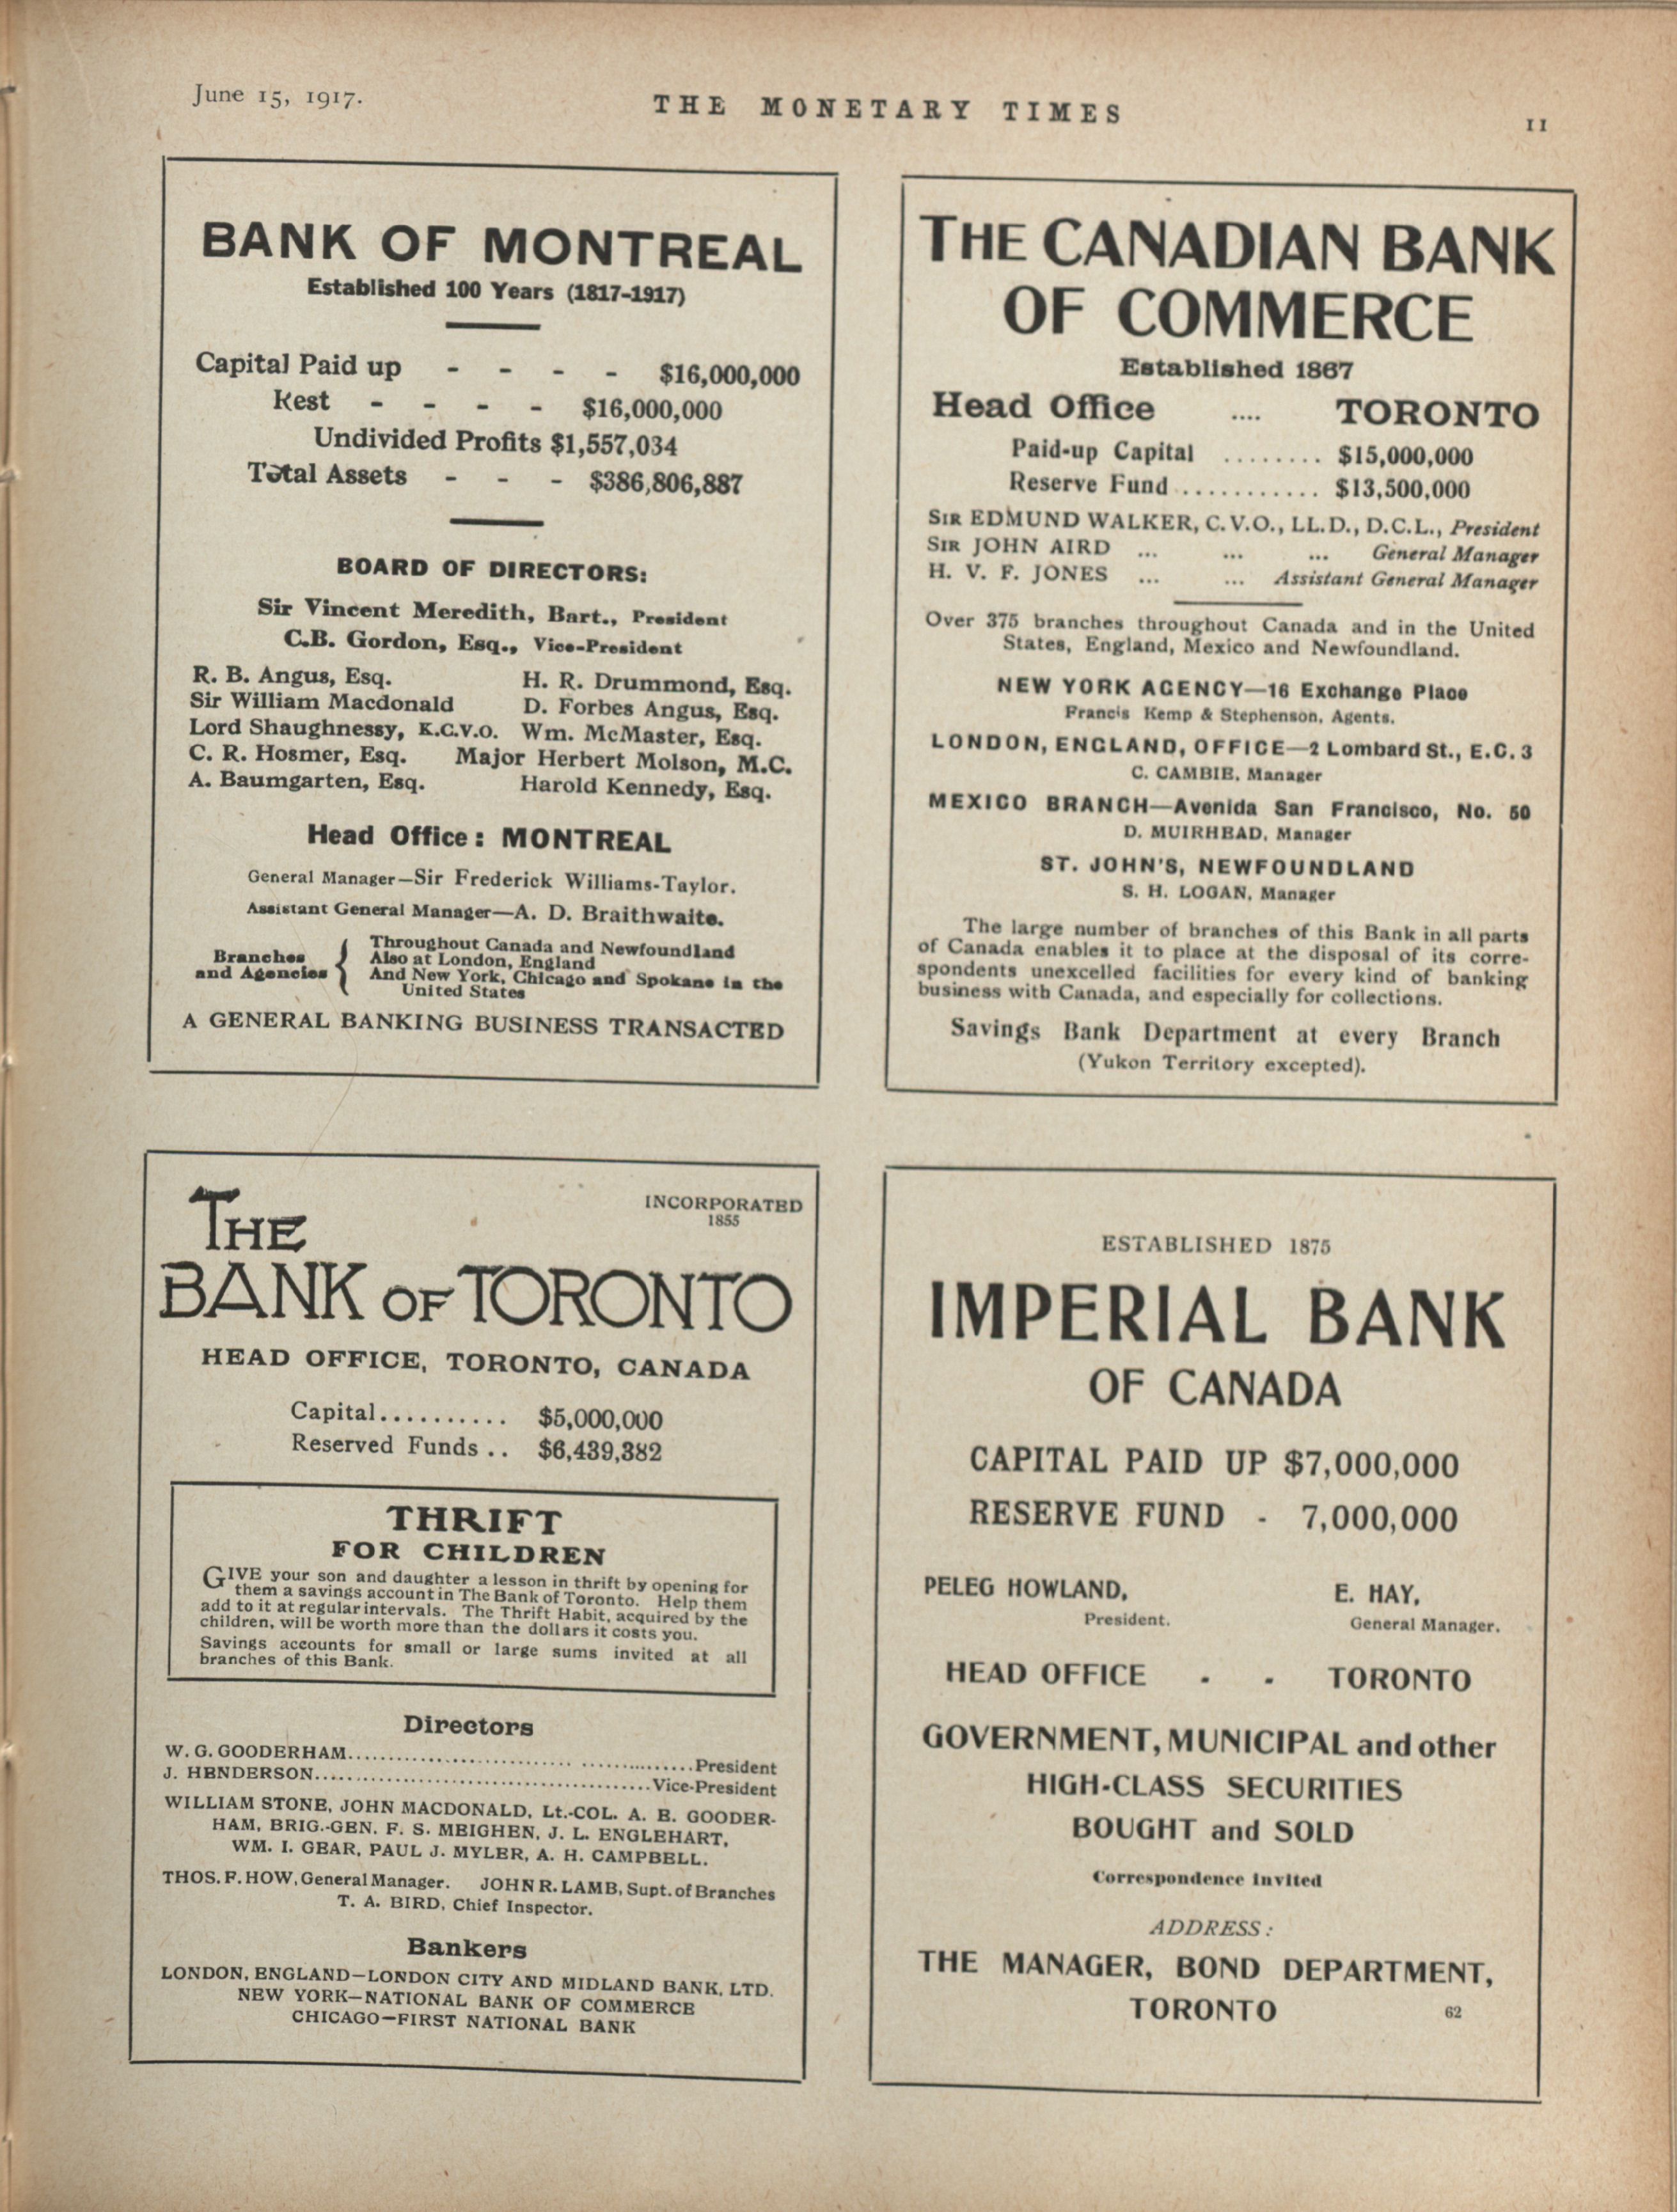 June 15, 1917.
THE MONETARY TIMES
11
BANK OF MONTREAL
Established 100 Years (1817-1917)
Capital Paid up - - - - $16,000,000
Rest - - - - $16,000,000
Undivided Profits $1,557,034
Total Assets - - - $386,806,887
BOARD OF DIRECTORS:
Sir Vincent Meredith, Bart., President
C.B. Gordon, Esq., Vice-President
R. B. Angus, Esq. H. R. Drummond, Esq.
Sir William Macdonald D. Forbes Angus, Esq.
Lord Shaughnessy, K.C.V.O. Wm. McMaster, Esq.
C. R. Hosmer, Esq. Major Herbert Molson, M.C.
A. Baumgarten, Esq. Harold Kennedy, Esq.
Head Office: MONTREAL
General Manager—Sir Frederick Williams-Taylor.
Assistant General Manager—A. D. Braithwaite.
Branches and Agencies
Throughout Canada and Newfoundland
Also at London, England
And New York, Chicago and Spokane in the
United States
A GENERAL BANKING BUSINESS TRANSACTED
THE CANADIAN BANK
OF COMMERCE
Established 1867
Head Office .... TORONTO
Paid-up Capital ........ $15,000,000
Reserve Fund ............ $13,500,000
SIR EDMUND WALKER, C.V.O., LL.D., D.C.L., President
SIR JOHN AIRD ... ... ... General Manager
H. V. F. JONES ... ... Assistant General Manager
Over 375 branches throughout Canada and in the United
States, England, Mexico and Newfoundland.
NEW YORK AGENCY—16 Exchange Place
Francis Kemp & Stephenson, Agents.
LONDON, ENGLAND, OFFICE—2 Lombard St., E.C. 3
C. CAMBIE, Manager
MEXICO BRANCH—Avenida San Francisco, No. 50
D. MUIRHEAD, Manager
ST. JOHN'S, NEWFOUNDLAND
S. H. LOGAN, Manager
The large number of branches of this Bank in all parts
of Canada enables it to place at the disposal of its corre-
spondents unexcelled facilities for every kind of banking
business with Canada, and especially for collections.
Savings Bank Department at every Branch
(Yukon Territory excepted).
INCORPORATED
1855
THE
BANK OF TORONTO
HEAD OFFICE, TORONTO, CANADA
Capital.......... $5,000,000
Reserved Funds .. $6,439,382
THRIFT
FOR CHILDREN
GIVE your son and daughter a lesson in thrift by opening for
them a savings account in The Bank of Toronto. Help them
add to it at regular intervals. The Thrift Habit, acquired by the
children, will be worth more than the dollars it costs you.
Savings accounts for small or large sums invited at all
branches of this Bank.
Directors
W. G. GOODERHAM........................................President
J. HENDERSON........................................Vice-President
WILLIAM STONE, JOHN MACDONALD, Lt.-COL. A. E. GOODER-
HAM, BRIG.-GEN. F. S. MEIGHEN, J. L. ENGLEHART,
WM. I. GEAR, PAUL J. MYLER, A. H. CAMPBELL.
THOS. F. HOW, General Manager. JOHN R. LAMB, Supt. of Branches
T. A. BIRD, Chief Inspector.
Bankers
LONDON, ENGLAND—LONDON CITY AND MIDLAND BANK, LTD.
NEW YORK—NATIONAL BANK OF COMMERCE
CHICAGO—FIRST NATIONAL BANK
ESTABLISHED 1875
IMPERIAL BANK
OF CANADA
CAPITAL PAID UP $7,000,000
RESERVE FUND - 7,000,000
PELEG HOWLAND, E. HAY,
President. General Manager.
HEAD OFFICE - - TORONTO
GOVERNMENT, MUNICIPAL and other
HIGH-CLASS SECURITIES
BOUGHT and SOLD
Correspondence Invited
ADDRESS:
THE MANAGER, BOND DEPARTMENT,
TORONTO 62